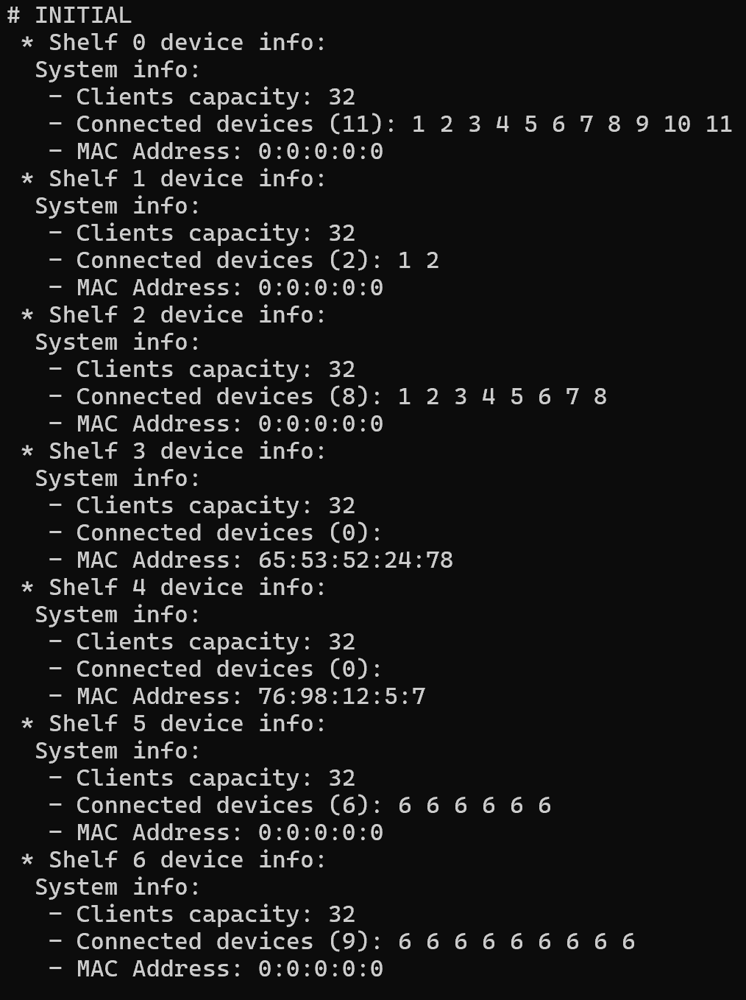 # INITIAL
* Shelf 0 device info:
System info:
- Clients capacity: 32
- Connected devices (11): 1 2 3 4 5 6 7 8 9 10 11
- MAC Address: 0:0:0:0:0
* Shelf 1 device info:
System info:
- Clients capacity: 32
- Connected devices (2): 1 2
- MAC Address: 0:0:0:0:0
* Shelf 2 device info:
System info:
- Clients capacity: 32
- Connected devices (8): 1 2 3 4 5 6 7 8
- MAC Address: 0:0:0:0:0
* Shelf 3 device info:
System info:
- Clients capacity: 32
- Connected devices (0):
- MAC Address: 65:53:52:24:78
* Shelf 4 device info:
System info:
- Clients capacity: 32
- Connected devices (0):
- MAC Address: 76:98:12:5:7
* Shelf 5 device info:
System info:
- Clients capacity: 32
- Connected devices (6): 6 6 6 6 6 6
- MAC Address: 0:0:0:0:0
* Shelf 6 device info:
System info:
- Clients capacity: 32
- Connected devices (9): 6 6 6 6 6 6 6 6 6
- MAC Address: 0:0:0:0:0